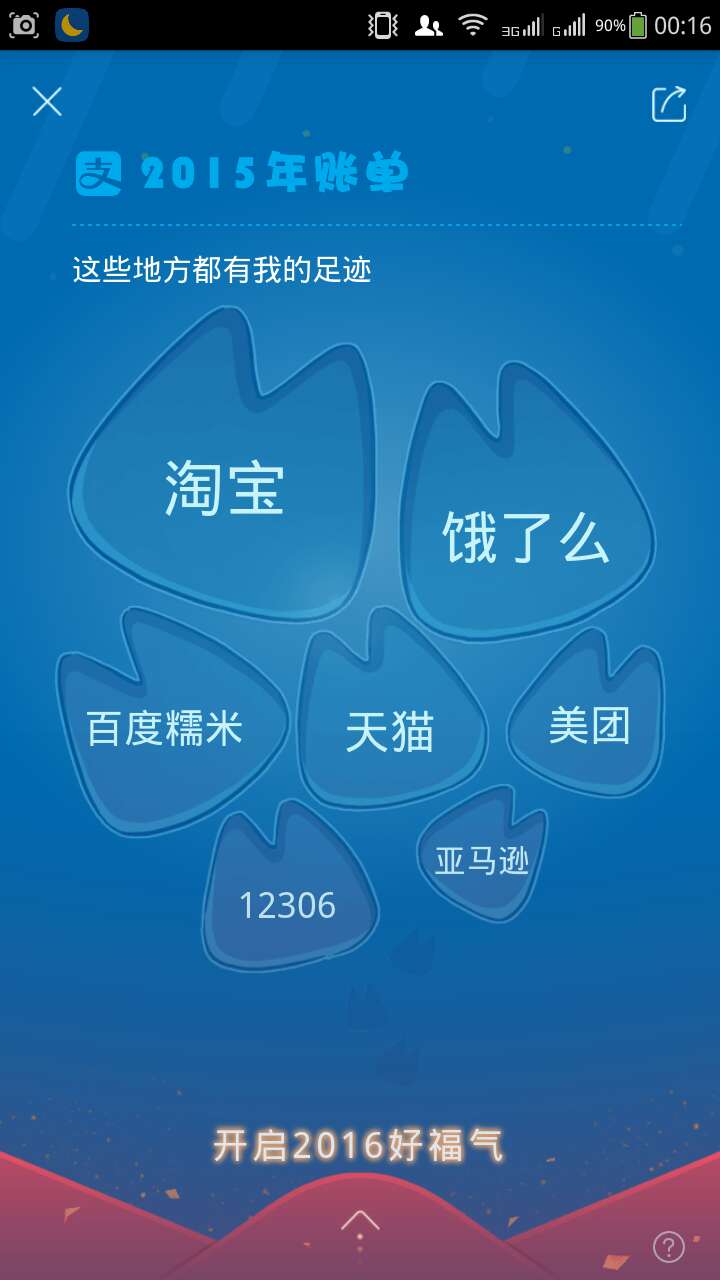 3G G 90% 00:16
支 2015年账单
这些地方都有我的足迹
淘宝
饿了么
百度糯米
天猫
美团
12306
亚马逊
开启2016好福气
?